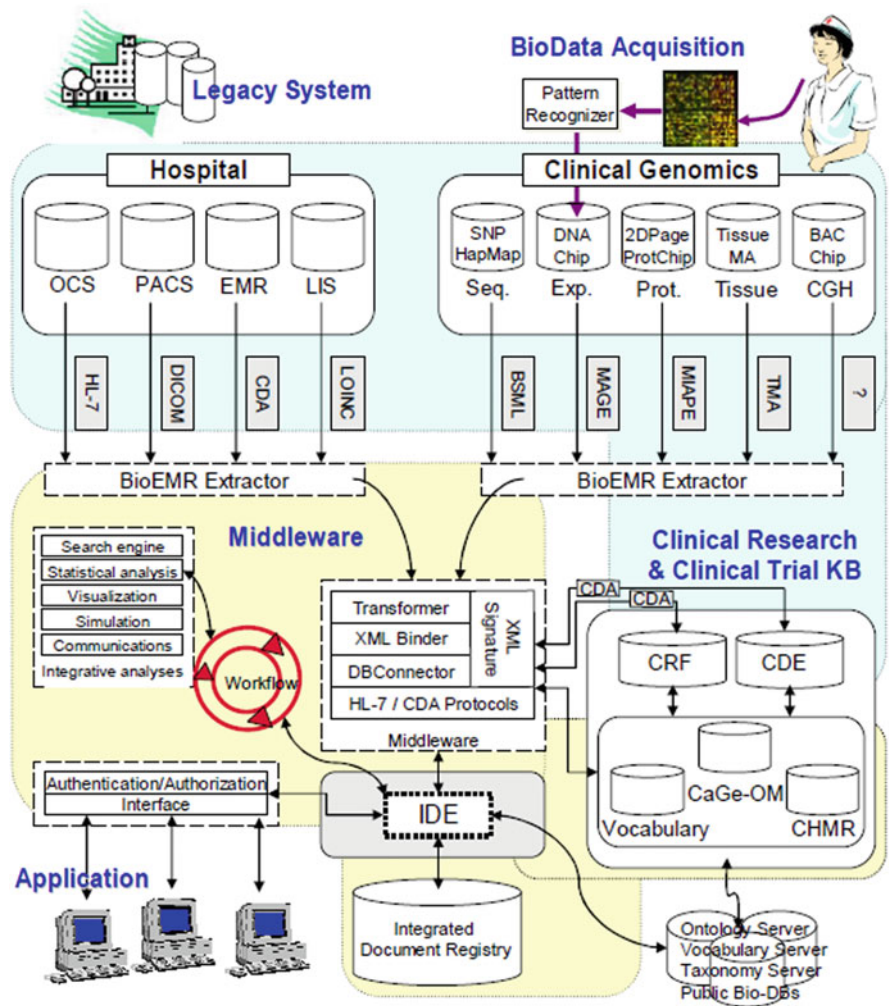 BioData Acquisition
Legacy System
Pattern
Recognizer
Hospital
Clinical Genomics
OCS
PACS
EMR
LIS
SNP
HapMap
DNA
Chip
2DPage
ProtChip
Tissue
MA
BAC
Chip
Seq.
Exp.
Prot.
Tissue
CGH
HL-7
DICOM
CDA
LOINC
BSML
MAGE
MIAPE
TMA
?
BioEMR Extractor
BioEMR Extractor
Middleware
Clinical Research
& Clinical Trial KB
Search engine
Statistical analysis
Visualization
Simulation
Communications
Integrative analyses
Workflow
Transformer
XML Binder
DBConnector
XML
Signature
HL-7 / CDA Protocols
Middleware
CDA
CDA
CRF
CDE
CaGe-OM
Vocabulary
CHMR
Authentication/Authorization
Interface
IDE
Application
Integrated
Document Registry
Ontology Server
Vocabulary Server
Taxonomy Server
Public Bio-DBs